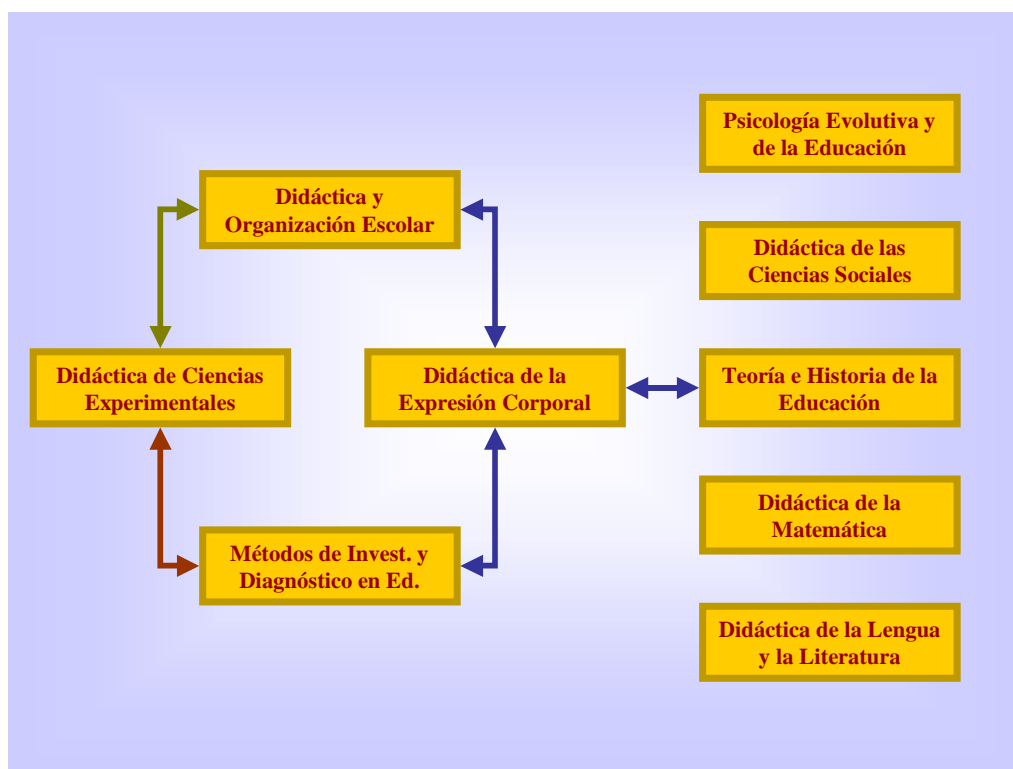 Psicología Evolutiva y
de la Educación
Didáctica y
Organización Escolar
Didáctica de las
Ciencias Sociales
Didáctica de Ciencias
Experimentales
Didáctica de la
Expresión Corporal
Teoría e Historia de la
Educación
Didáctica de la
Matemática
Métodos de Invest. y
Diagnóstico en Ed.
Didáctica de la Lengua
y la Literatura